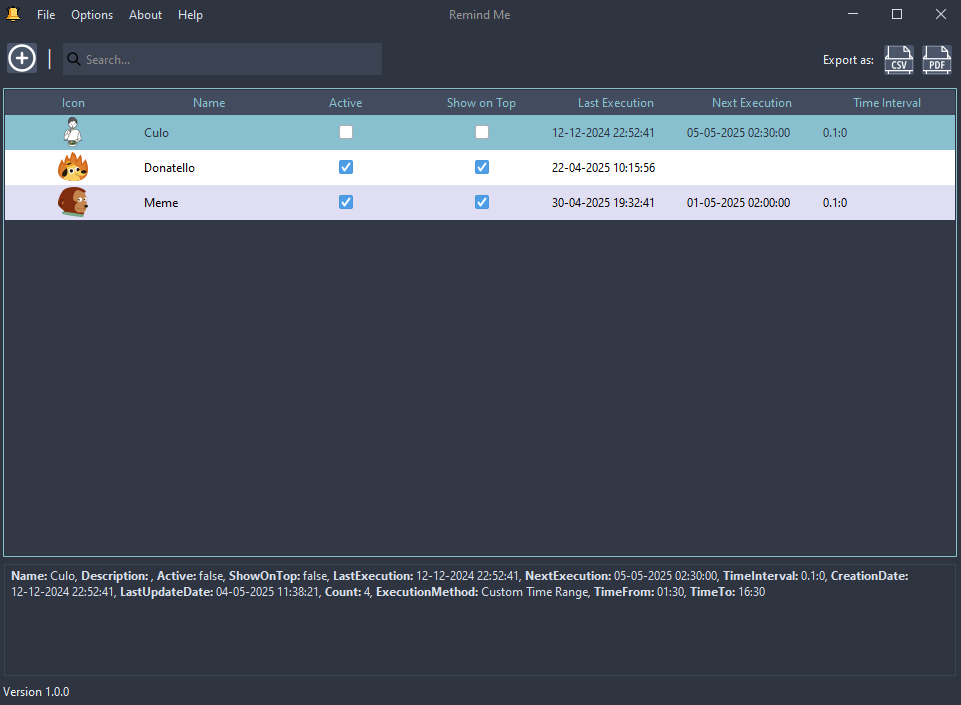 File Options About Help Remind Me
Search... Export as: CSV PDF
Icon Name Active Show on Top Last Execution Next Execution Time Interval
Culo 12-12-2024 22:52:41 05-05-2025 02:30:00 0.1:0
Donatello 22-04-2025 10:15:56
Meme 30-04-2025 19:32:41 01-05-2025 02:00:00 0.1:0
Name: Culo, Description: , Active: false, ShowOnTop: false, LastExecution: 12-12-2024 22:52:41, NextExecution: 05-05-2025 02:30:00, TimeInterval: 0.1:0, CreationDate:
12-12-2024 22:52:41, LastUpdateDate: 04-05-2025 11:38:21, Count: 4, ExecutionMethod: Custom Time Range, TimeFrom: 01:30, TimeTo: 16:30
Version 1.0.0